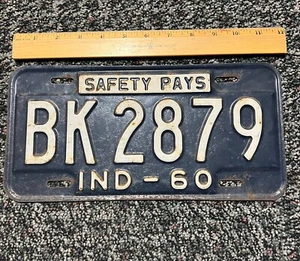 SAFETY PAYS
BK 2879
IND - 60